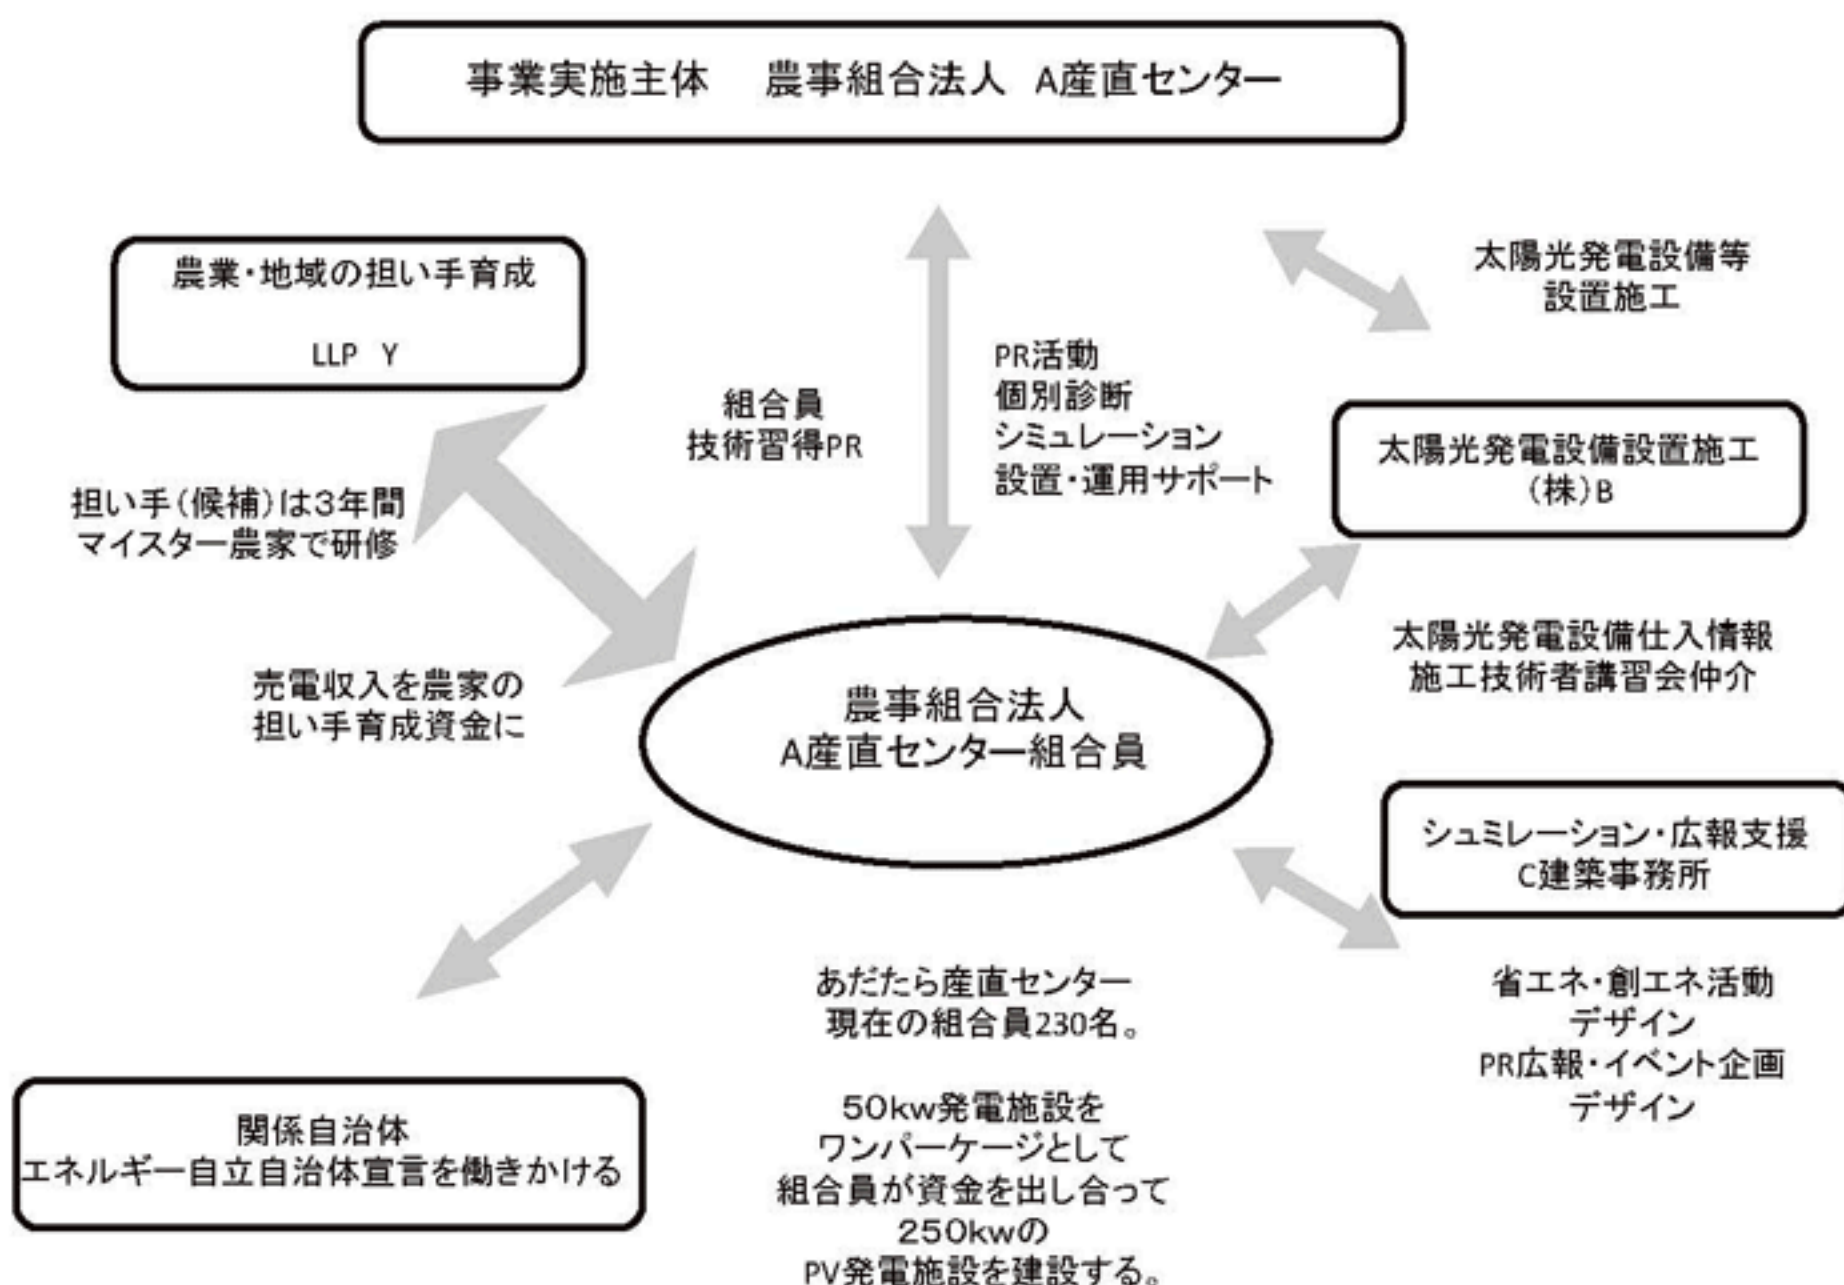 事業実施主体　農事組合法人　A産直センター
農業・地域の担い手育成
LLP　Y
組合員
技術習得PR
PR活動
個別診断
シミュレーション
設置・運用サポート
太陽光発電設備等
設置施工
太陽光発電設備設置施工
（株）B
担い手（候補）は3年間
マイスター農家で研修
売電収入を農家の
担い手育成資金に
農事組合法人
A産直センター組合員
太陽光発電設備仕入情報
施工技術者講習会仲介
シュミレーション・広報支援
C建築事務所
省エネ・創エネ活動
デザイン
PR広報・イベント企画
デザイン
関係自治体
エネルギー自立自治体宣言を働きかける
あだたら産直センター
現在の組合員230名。
50kw発電施設を
ワンパーケージとして
組合員が資金を出し合って
250kwの
PV発電施設を建設する。